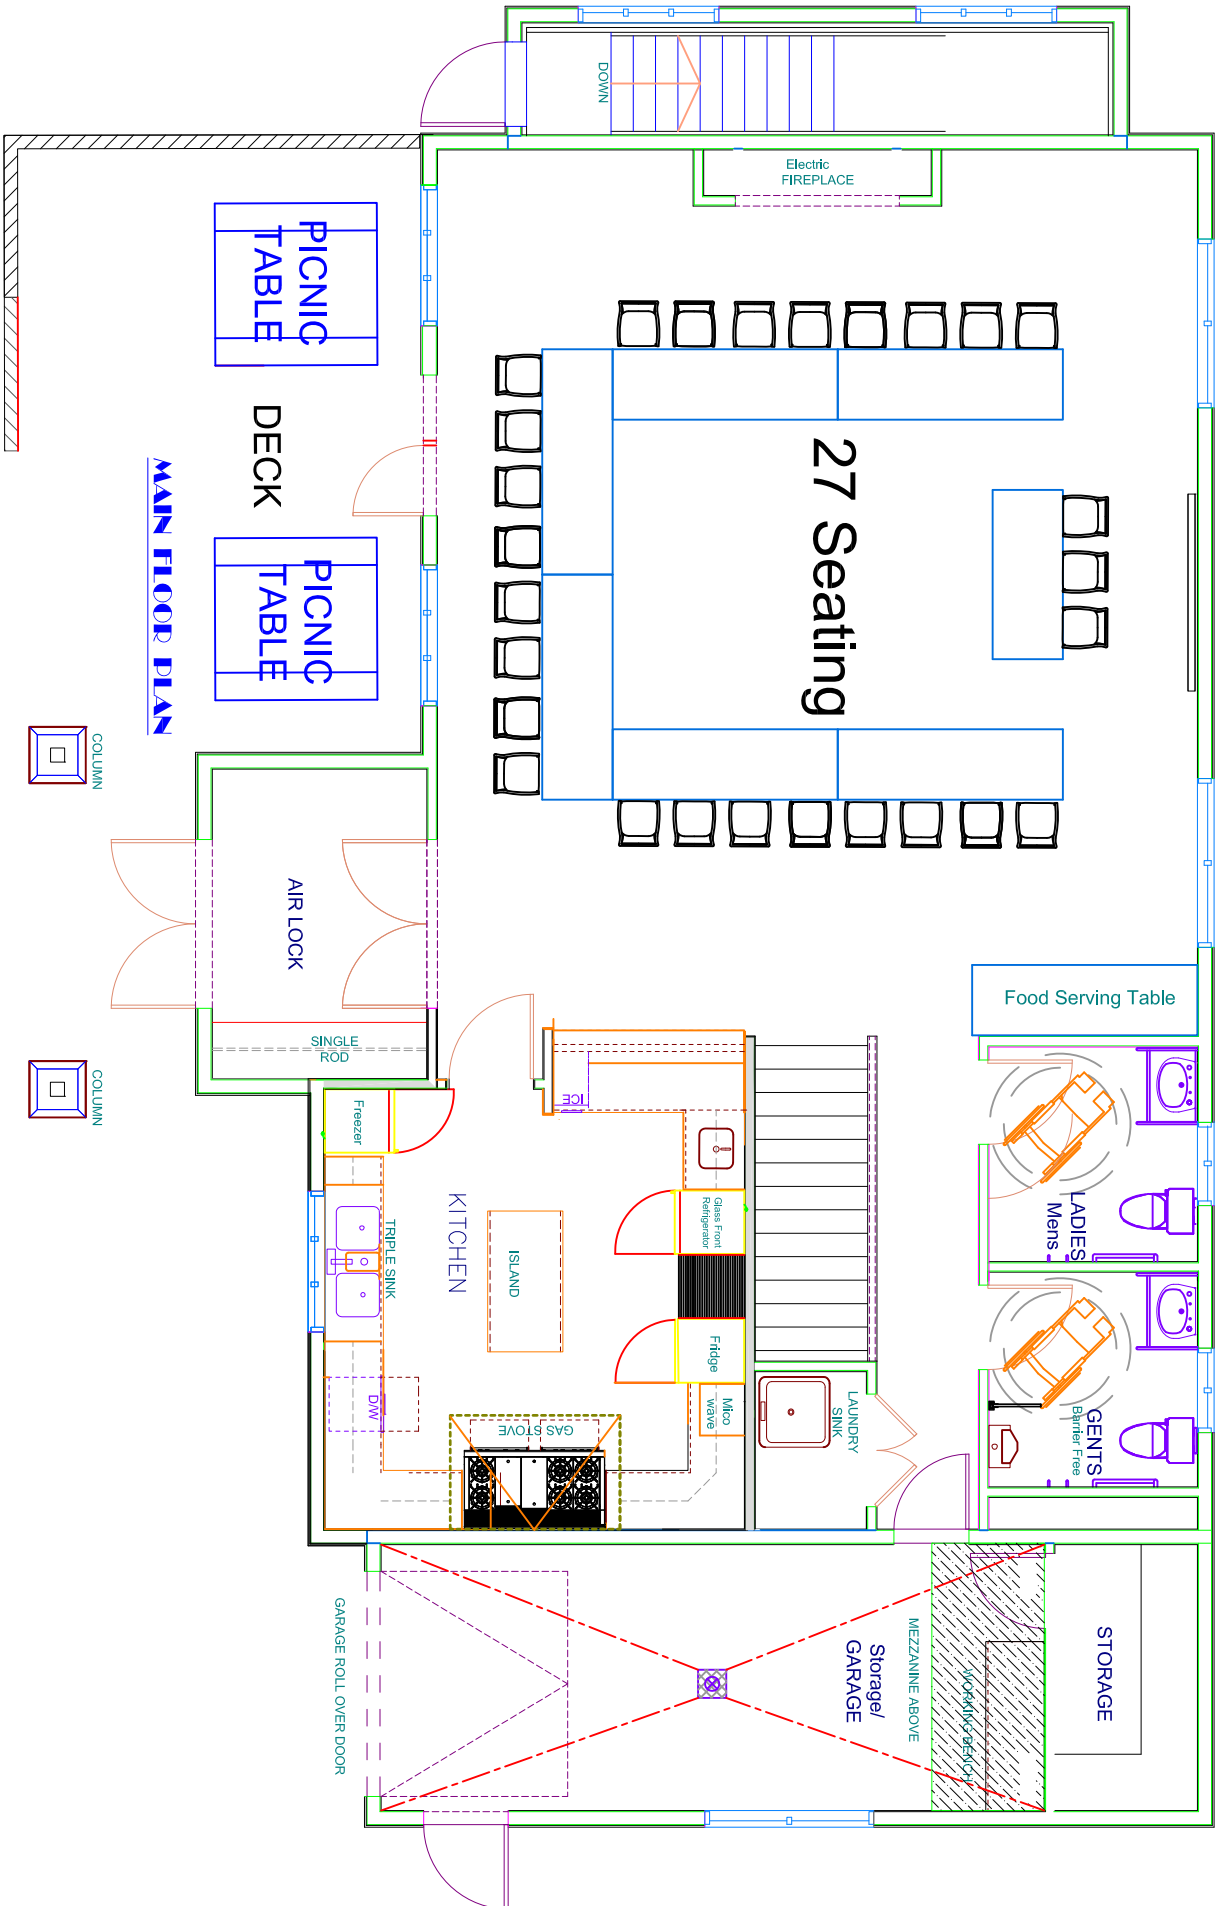 DOWN
Electric
FIREPLACE
PICNIC
TABLE
DECK
MAIN FLOOR PLAN
PICNIC
TABLE
27 Seating
COLUMN
AIR LOCK
SINGLE
ROD
COLUMN
Food Serving Table
Freezer
ICE
KITCHEN
TRIPLE SINK
ISLAND
Glass Front
Refrigerator
Fridge
Mico
wave
D/W
GAS STOVE
LAUNDRY
SINK
LADIES
Mens
GENTS
Barrier Free
GARAGE ROLL OVER DOOR
Storage/
GARAGE
MEZZANINE ABOVE
WORKING BENCH
STORAGE